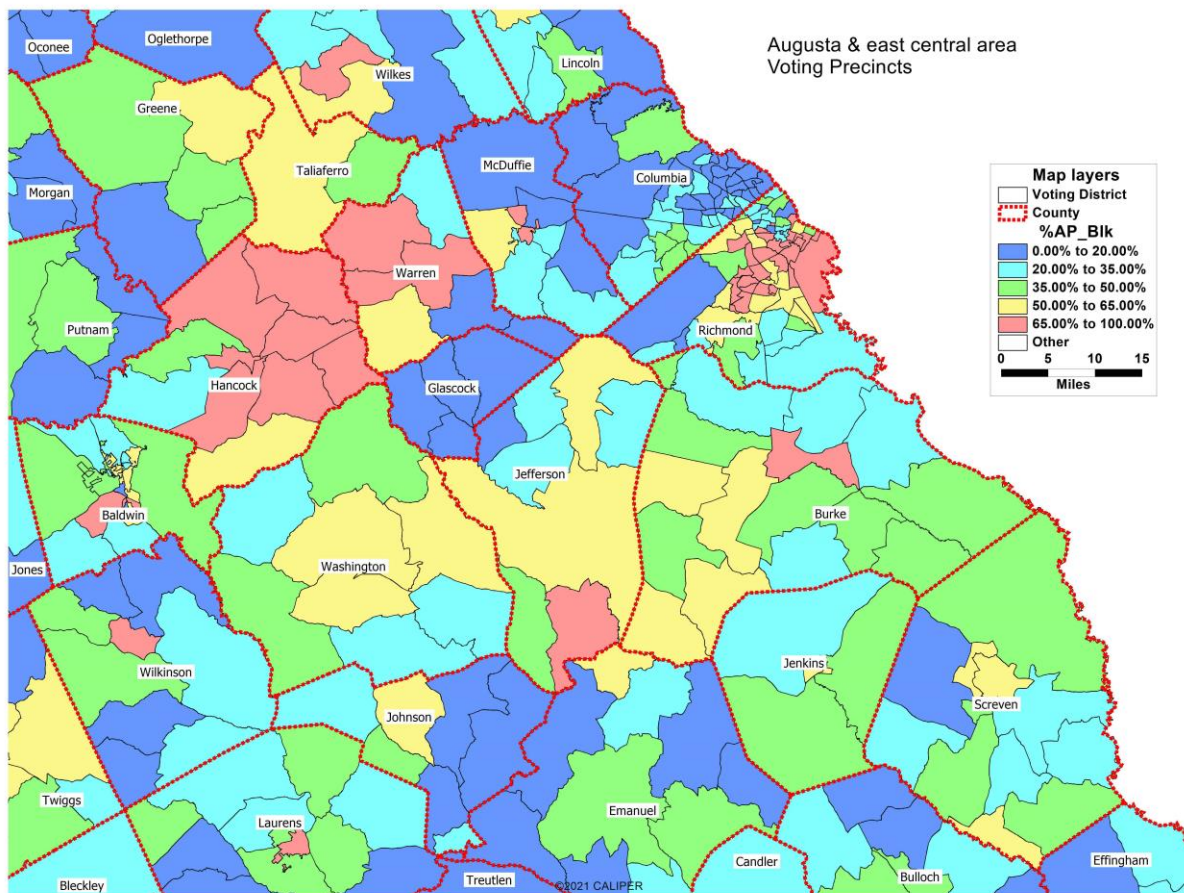 Augusta & east central area
Voting Precincts
Oconee
Oglethorpe
Wilkes
Lincoln
Greene
Taliaferro
McDuffie
Columbia
Morgan
Warren
Putnam
Richmond
Hancock
Glascock
Jefferson
Baldwin
Burke
Jones
Washington
Wilkinson
Jenkins
Johnson
Screven
Twiggs
Laurens
Emanuel
Candler
Bulloch
Effingham
Bleckley
Treutlen
©2021 CALIPER
Map layers
Voting District
County
%AP_Blk
0.00% to 20.00%
20.00% to 35.00%
35.00% to 50.00%
50.00% to 65.00%
65.00% to 100.00%
Other
0 5 10 15
Miles